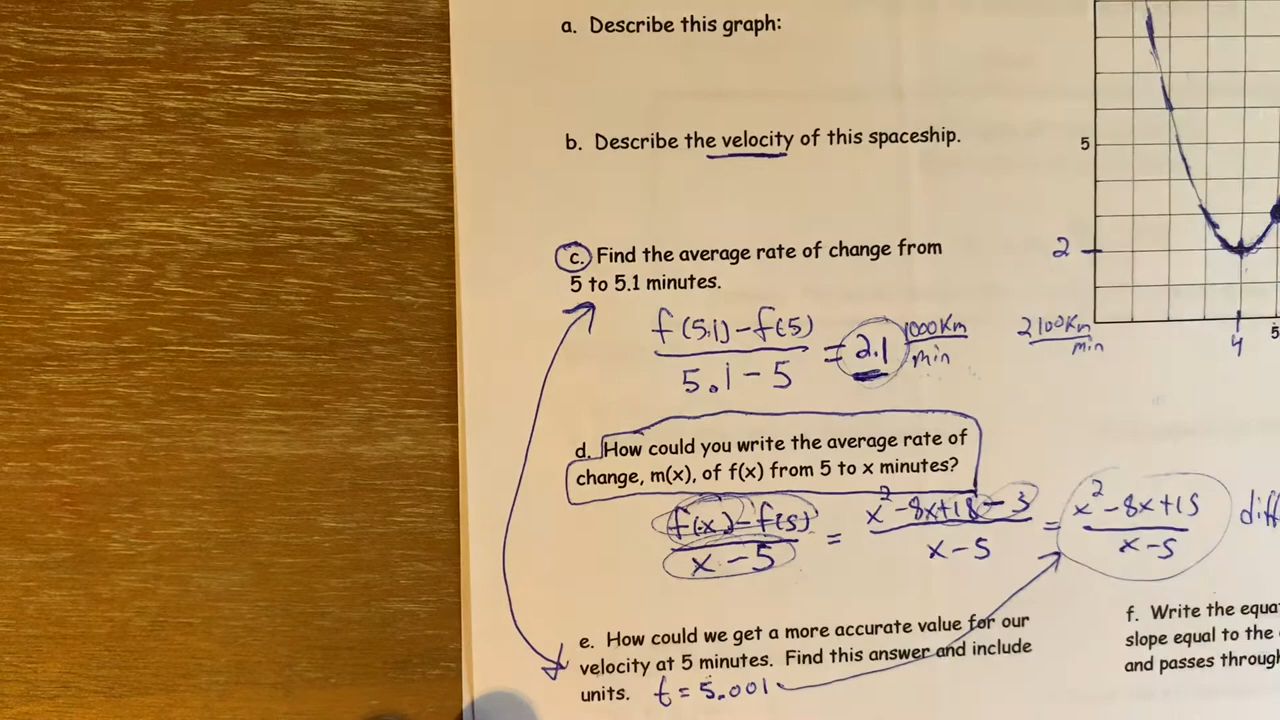 a. Describe this graph:
b. Describe the velocity of this spaceship.
5
2
4
5
c. Find the average rate of change from
5 to 5.1 minutes.
f(5.1)-f(5) / 5.1-5 = 2.1 1000Km/min
2100Km/min
d. How could you write the average rate of
change, m(x), of f(x) from 5 to x minutes?
f(x)-f(5) / x-5 = x²-8x+18-3 / x-5 = x²-8x+15 / x-5 diff
e. How could we get a more accurate value for our
velocity at 5 minutes. Find this answer and include
units. t = 5.001
f. Write the equa
slope equal to the
and passes through